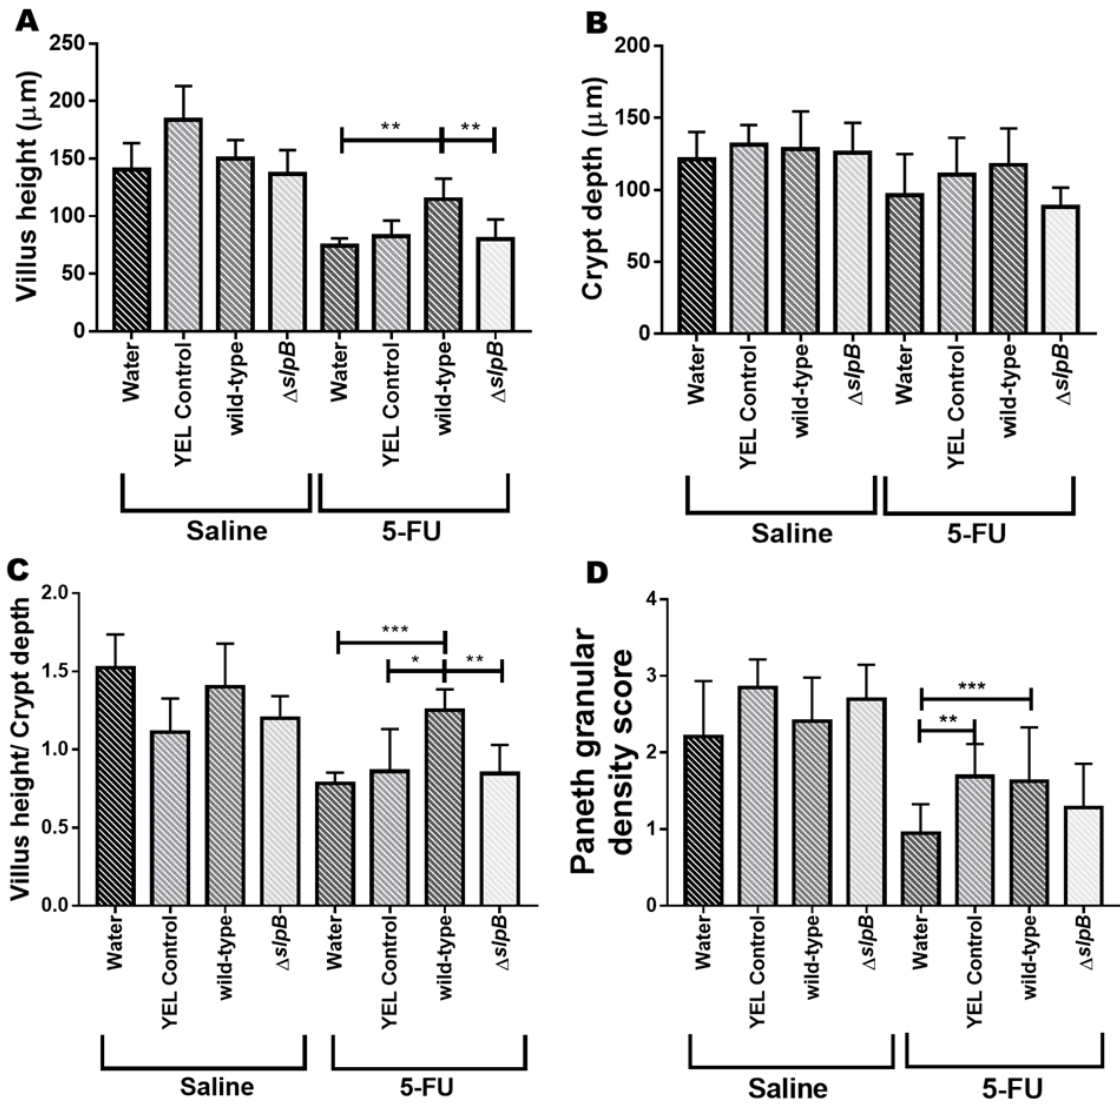 A
Villus height (μm)
250
200
150
100
50
0
** **
Water
YEL Control
wild-type
ΔslpB
Water
YEL Control
wild-type
ΔslpB
Saline
5-FU
B
Crypt depth (μm)
200
150
100
50
0
Water
YEL Control
wild-type
ΔslpB
Water
YEL Control
wild-type
ΔslpB
Saline
5-FU
C
Villus height/ Crypt depth
2.0
1.5
1.0
0.5
0.0
***
* **
Water
YEL Control
wild-type
ΔslpB
Water
YEL Control
wild-type
ΔslpB
Saline
5-FU
D
Paneth granular
density score
4
3
2
1
0
***
**
Water
YEL Control
wild-type
ΔslpB
Water
YEL Control
wild-type
ΔslpB
Saline
5-FU